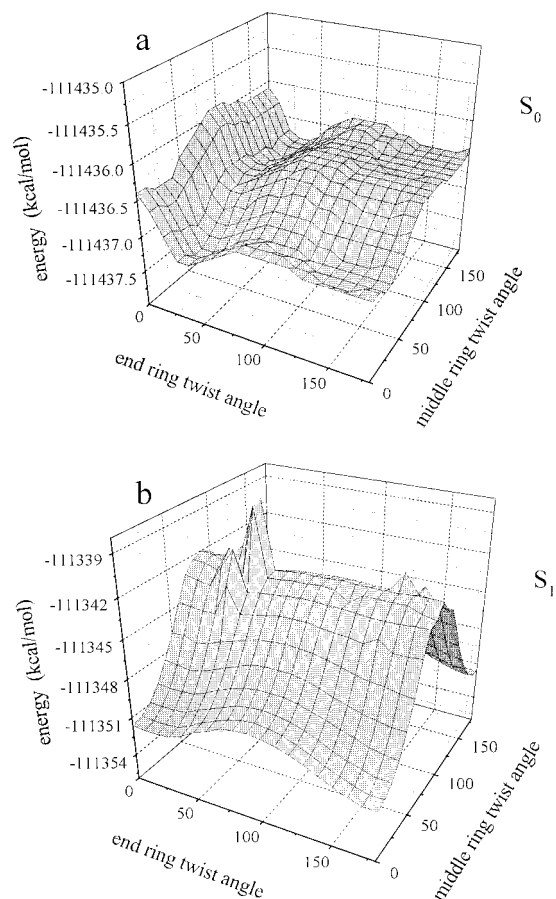 a
S0
energy (kcal/mol)
-111435.0
-111435.5
-111436.0
-111436.5
-111437.0
-111437.5
0
50
100
150
end ring twist angle
0
50
100
150
middle ring twist angle
b
S1
energy (kcal/mol)
-111339
-111342
-111345
-111348
-111351
-111354
0
50
100
150
end ring twist angle
0
50
100
150
middle ring twist angle